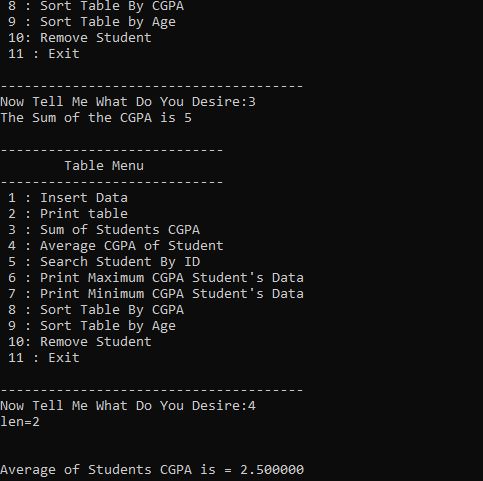 8 : Sort Table By CGPA
9 : Sort Table by Age
10: Remove Student
11 : Exit
--------------------------------------
Now Tell Me What Do You Desire:3
The Sum of the CGPA is 5
----------------------------
Table Menu
----------------------------
1 : Insert Data
2 : Print table
3 : Sum of Students CGPA
4 : Average CGPA of Student
5 : Search Student By ID
6 : Print Maximum CGPA Student's Data
7 : Print Minimum CGPA Student's Data
8 : Sort Table By CGPA
9 : Sort Table by Age
10: Remove Student
11 : Exit
--------------------------------------
Now Tell Me What Do You Desire:4
len=2
Average of Students CGPA is = 2.500000